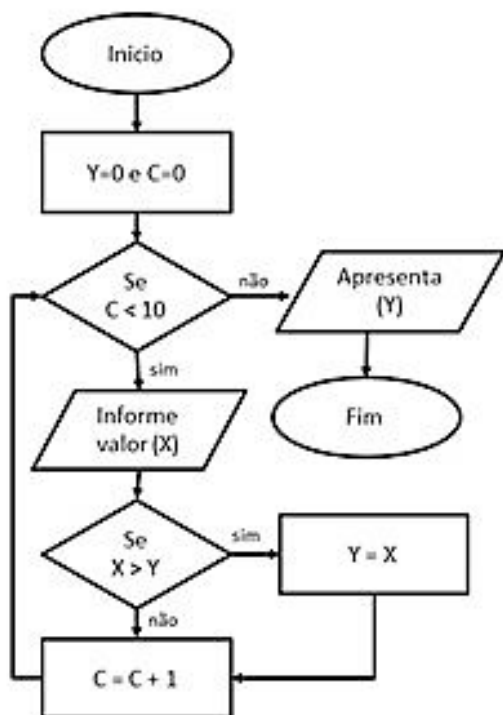 Inicio
Y=0 e C=0
Se
C < 10
não
Apresenta
(Y)
sim
Fim
Informe
valor (X)
Se
X > Y
sim
Y = X
não
C = C + 1